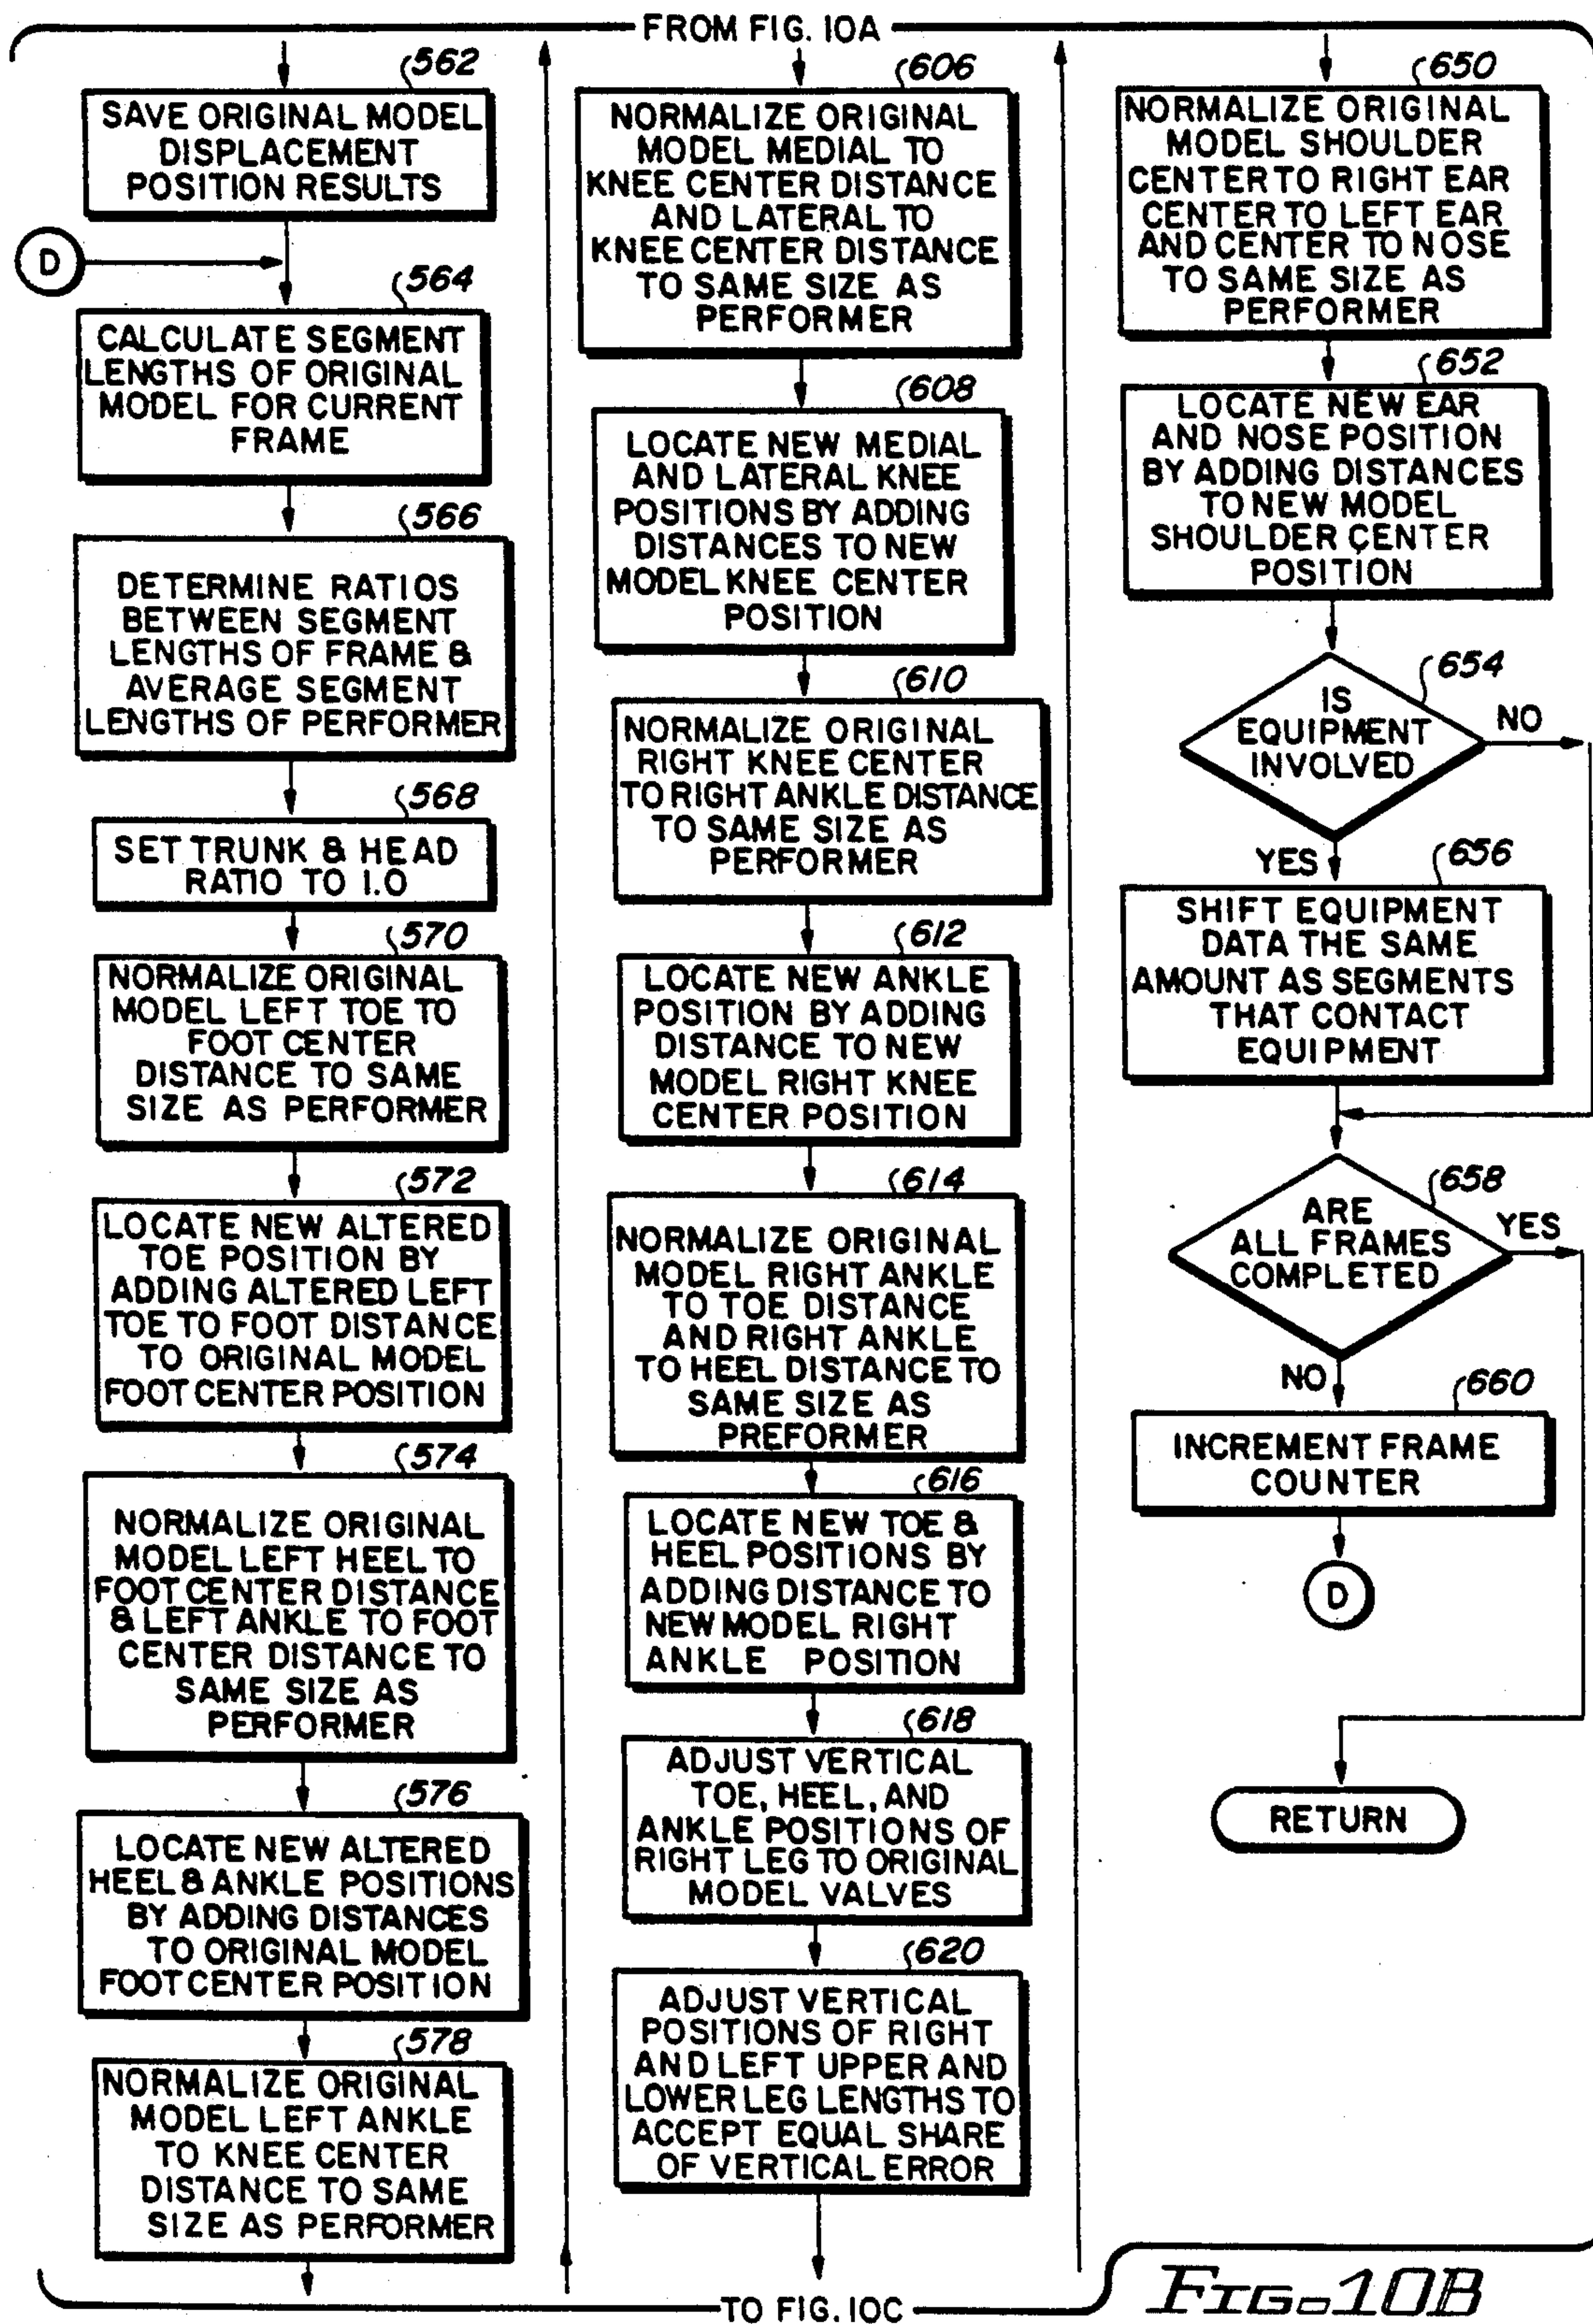 FROM FIG. 10A
562
SAVE ORIGINAL MODEL
DISPLACEMENT
POSITION RESULTS
D
564
CALCULATE SEGMENT
LENGTHS OF ORIGINAL
MODEL FOR CURRENT
FRAME
566
DETERMINE RATIOS
BETWEEN SEGMENT
LENGTHS OF FRAME &
AVERAGE SEGMENT
LENGTHS OF PERFORMER
568
SET TRUNK & HEAD
RATIO TO 1.0
570
NORMALIZE ORIGINAL
MODEL LEFT TOE TO
FOOT CENTER
DISTANCE TO SAME
SIZE AS PERFORMER
572
LOCATE NEW ALTERED
TOE POSITION BY
ADDING ALTERED LEFT
TOE TO FOOT DISTANCE
TO ORIGINAL MODEL
FOOT CENTER POSITION
574
NORMALIZE ORIGINAL
MODEL LEFT HEEL TO
FOOT CENTER DISTANCE
& LEFT ANKLE TO FOOT
CENTER DISTANCE TO
SAME SIZE AS
PERFORMER
576
LOCATE NEW ALTERED
HEEL & ANKLE POSITIONS
BY ADDING DISTANCES
TO ORIGINAL MODEL
FOOT CENTER POSITION
578
NORMALIZE ORIGINAL
MODEL LEFT ANKLE
TO KNEE CENTER
DISTANCE TO SAME
SIZE AS PERFORMER
606
NORMALIZE ORIGINAL
MODEL MEDIAL TO
KNEE CENTER DISTANCE
AND LATERAL TO
KNEE CENTER DISTANCE
TO SAME SIZE AS
PERFORMER
608
LOCATE NEW MEDIAL
AND LATERAL KNEE
POSITIONS BY ADDING
DISTANCES TO NEW
MODEL KNEE CENTER
POSITION
610
NORMALIZE ORIGINAL
RIGHT KNEE CENTER
TO RIGHT ANKLE DISTANCE
TO SAME SIZE AS
PERFORMER
612
LOCATE NEW ANKLE
POSITION BY ADDING
DISTANCE TO NEW
MODEL RIGHT KNEE
CENTER POSITION
614
NORMALIZE ORIGINAL
MODEL RIGHT ANKLE
TO TOE DISTANCE
AND RIGHT ANKLE
TO HEEL DISTANCE TO
SAME SIZE AS
PREFORMER
616
LOCATE NEW TOE &
HEEL POSITIONS BY
ADDING DISTANCE TO
NEW MODEL RIGHT
ANKLE POSITION
618
ADJUST VERTICAL
TOE, HEEL, AND
ANKLE POSITIONS OF
RIGHT LEG TO ORIGINAL
MODEL VALVES
620
ADJUST VERTICAL
POSITIONS OF RIGHT
AND LEFT UPPER AND
LOWER LEG LENGTHS TO
ACCEPT EQUAL SHARE
OF VERTICAL ERROR
650
NORMALIZE ORIGINAL
MODEL SHOULDER
CENTER TO RIGHT EAR
CENTER TO LEFT EAR
AND CENTER TO NOSE
TO SAME SIZE AS
PERFORMER
652
LOCATE NEW EAR
AND NOSE POSITION
BY ADDING DISTANCES
TO NEW MODEL
SHOULDER CENTER
POSITION
654
IS
EQUIPMENT
INVOLVED
NO
YES
656
SHIFT EQUIPMENT
DATA THE SAME
AMOUNT AS SEGMENTS
THAT CONTACT
EQUIPMENT
658
ARE
ALL FRAMES
COMPLETED
YES
NO
660
INCREMENT FRAME
COUNTER
D
RETURN
TO FIG. 10C
FIG. 10B